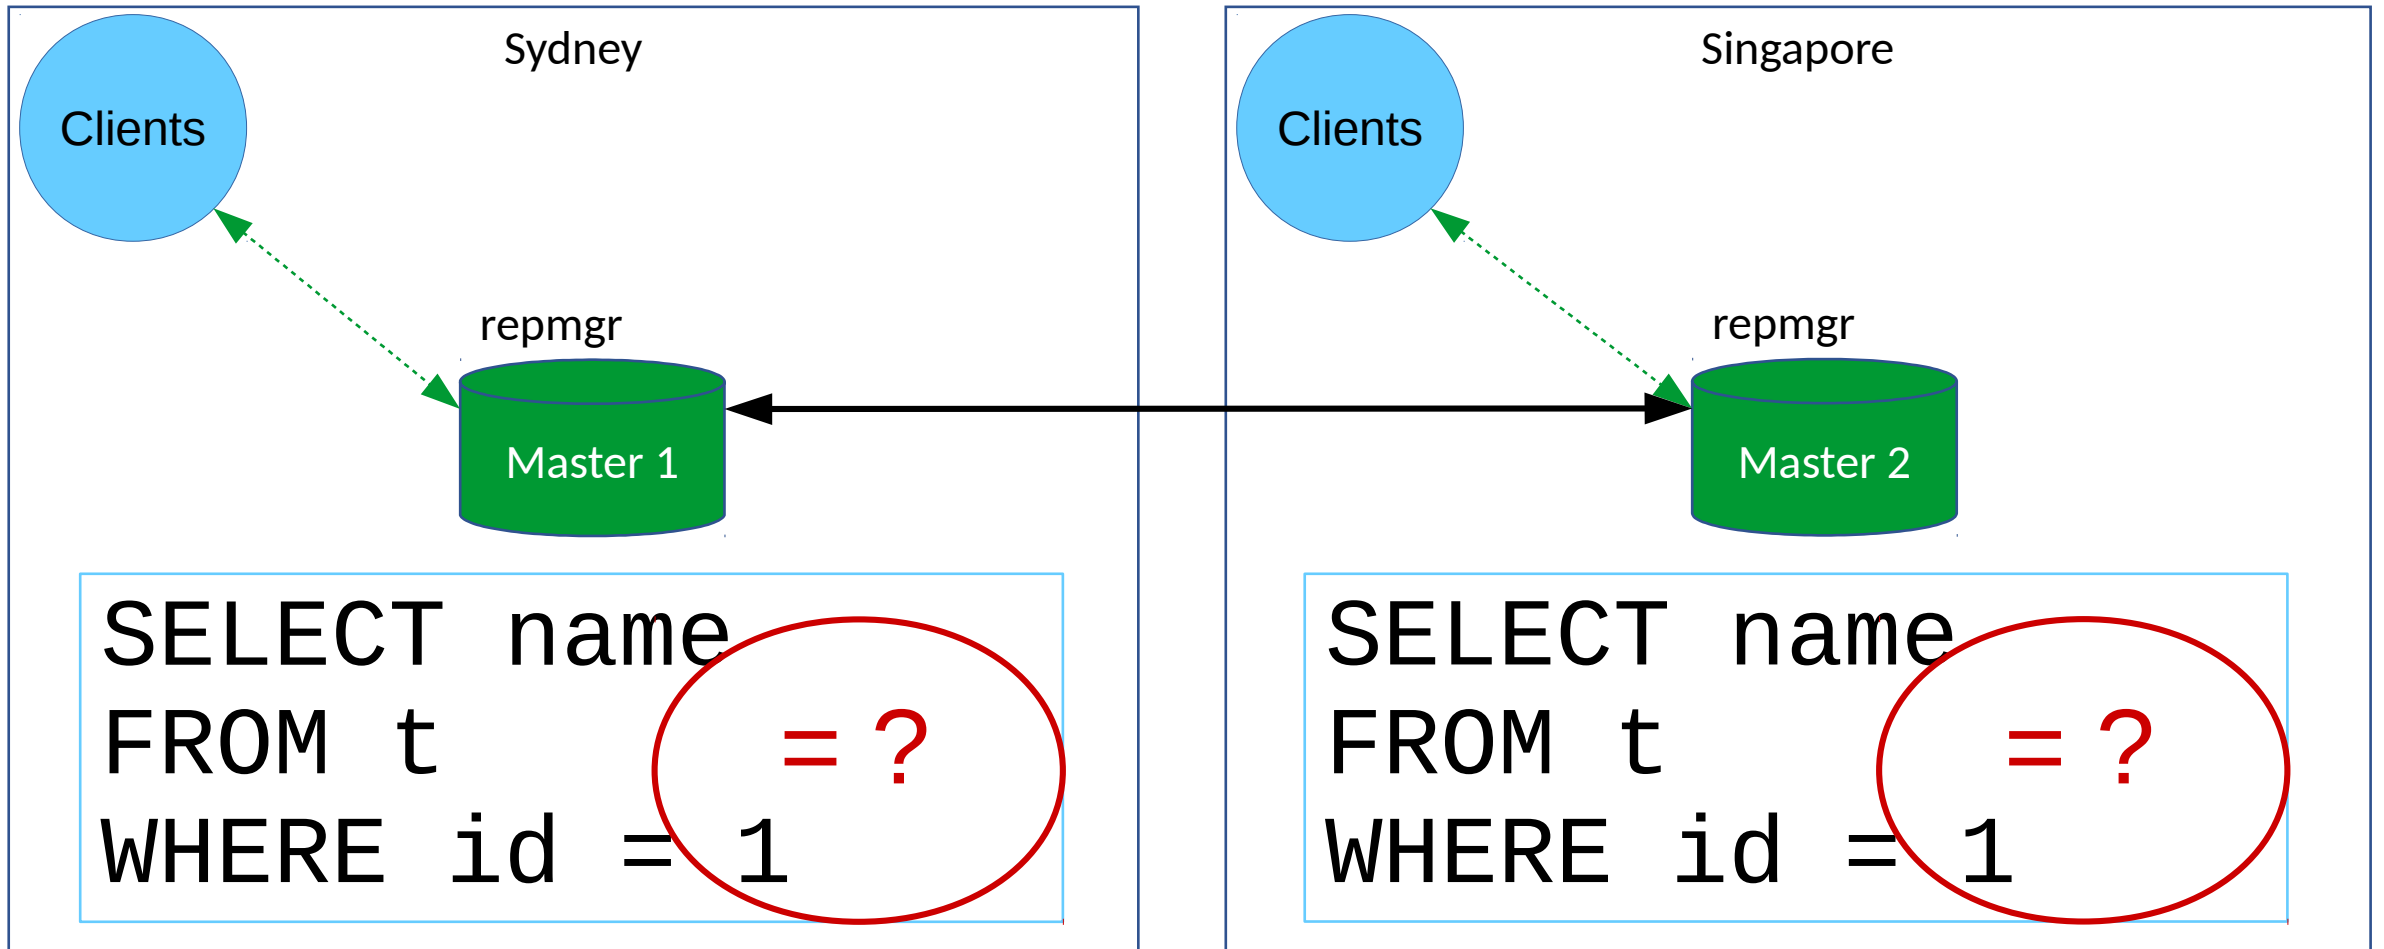 Sydney
Clients
repmgr
Master 1
SELECT name
FROM t
WHERE id = 1
= ?
Singapore
Clients
repmgr
Master 2
SELECT name
FROM t
WHERE id = 1
= ?